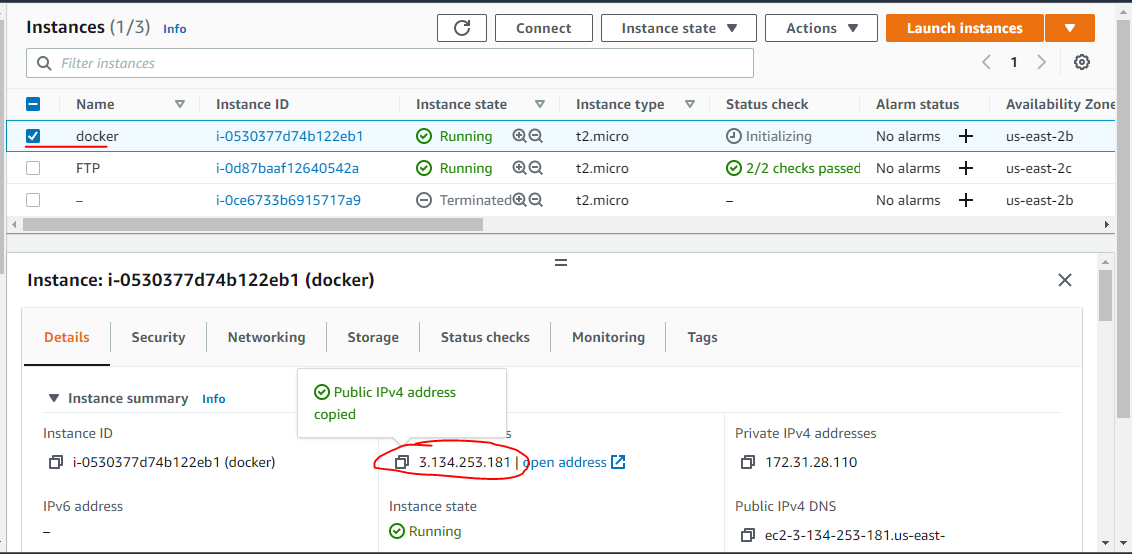 Instances (1/3) Info Connect Instance state Actions Launch instances
Filter instances 1
Name Instance ID Instance state Instance type Status check Alarm status Availability Zone
docker i-0530377d74b122eb1 Running t2.micro Initializing No alarms us-east-2b
FTP i-0d87baaf12640542a Running t2.micro 2/2 checks passed No alarms us-east-2c
– i-0ce6733b6915717a9 Terminated t2.micro – No alarms us-east-2b
Instance: i-0530377d74b122eb1 (docker)
Details Security Networking Storage Status checks Monitoring Tags
Public IPv4 address
copied
Instance summary Info
Instance ID Private IPv4 addresses
i-0530377d74b122eb1 (docker) 3.134.253.181 | open address 172.31.28.110
IPv6 address Instance state Public IPv4 DNS
– Running ec2-3-134-253-181.us-east-